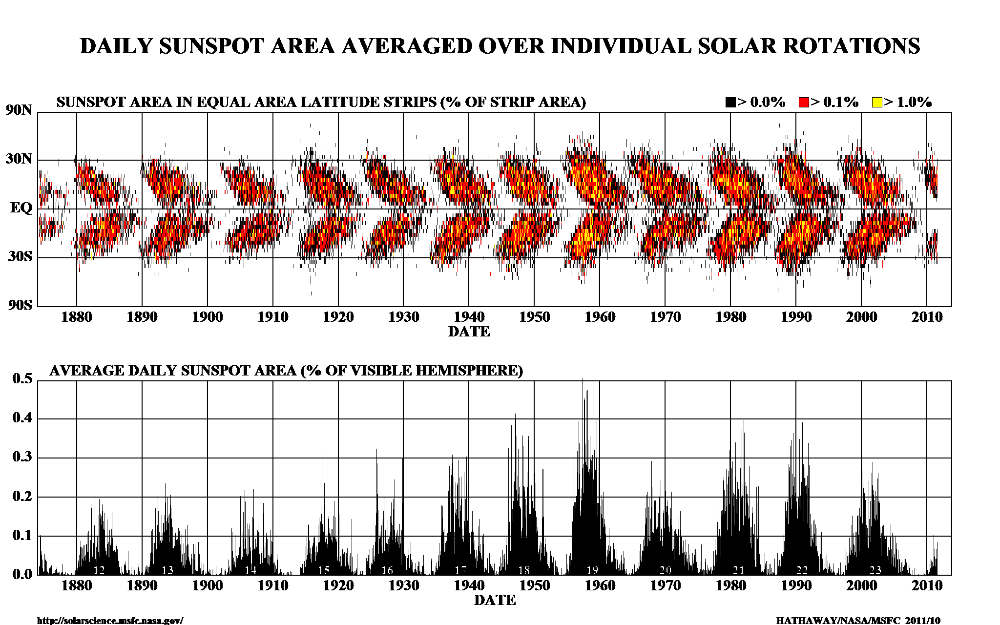 DAILY SUNSPOT AREA AVERAGED OVER INDIVIDUAL SOLAR ROTATIONS
SUNSPOT AREA IN EQUAL AREA LATITUDE STRIPS (% OF STRIP AREA) > 0.0% > 0.1% > 1.0%
90N
30N
EQ
30S
90S
1880 1890 1900 1910 1920 1930 1940 1950 1960 1970 1980 1990 2000 2010
DATE
AVERAGE DAILY SUNSPOT AREA (% OF VISIBLE HEMISPHERE)
0.5
0.4
0.3
0.2
0.1
0.0
12 13 14 15 16 17 18 19 20 21 22 23
1880 1890 1900 1910 1920 1930 1940 1950 1960 1970 1980 1990 2000 2010
DATE
http://solarscience.msfc.nasa.gov/ HATHAWAY/NASA/MSFC 2011/10